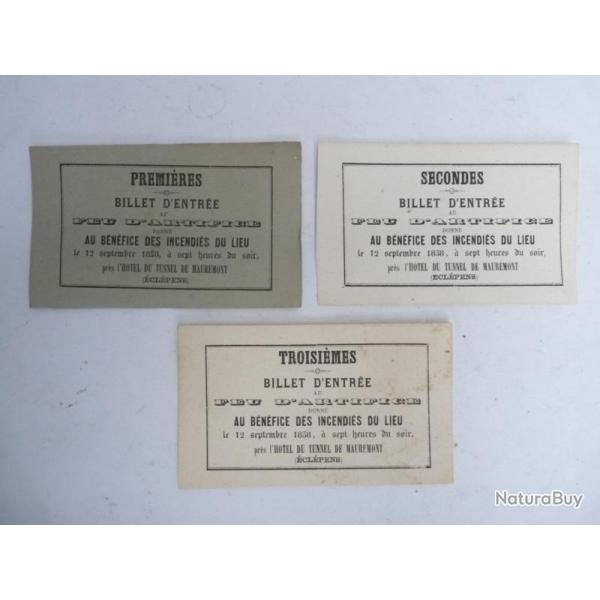 PREMIÈRES
BILLET D'ENTRÉE
AU
FEU D'ARTIFICE
DONNÉ
AU BÉNÉFICE DES INCENDIÉS DU LIEU
le 12 septembre 1858, à sept heures du soir,
près l'HOTEL DU TUNNEL DE MAUREMONT
(ÉCLÉPENS)
SECONDES
BILLET D'ENTRÉE
AU
FEU D'ARTIFICE
DONNÉ
AU BÉNÉFICE DES INCENDIÉS DU LIEU
le 12 septembre 1858, à sept heures du soir,
près l'HOTEL DU TUNNEL DE MAUREMONT
(ECLÉPENS)
TROISIÈMES
BILLET D'ENTRÉE
AU
FEU D'ARTIFICE
DONNÉ
AU BÉNÉFICE DES INCENDIÉS DU LIEU
le 12 septembre 1858, à sept heures du soir,
près l'HOTEL DU TUNNEL DE MAUREMONT
(ÉCLÉPENS)
NaturaBuy